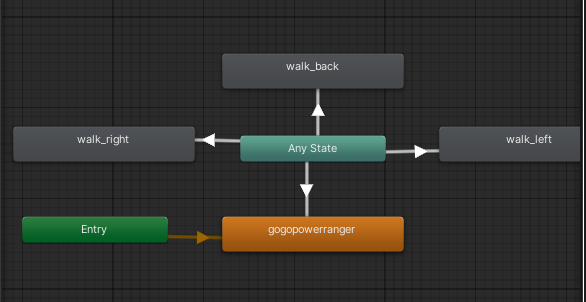 walk_back
walk_right
Any State
walk_left
Entry
gogopowerranger